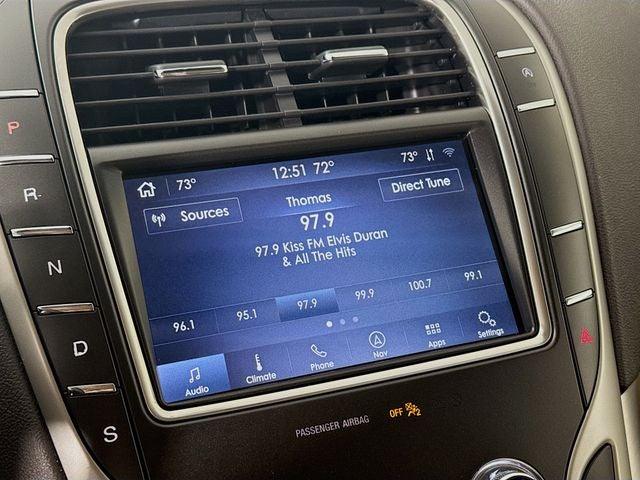 73° 12:51 72° 73°
Sources
Thomas
Direct Tune
97.9
97.9 Kiss FM Elvis Duran
& All The Hits
96.1 95.1 97.9 99.9 100.7 99.1
Audio Climate Phone Nav Apps Settings
P
R
N
D
S
A
PASSENGER AIRBAG OFF 2